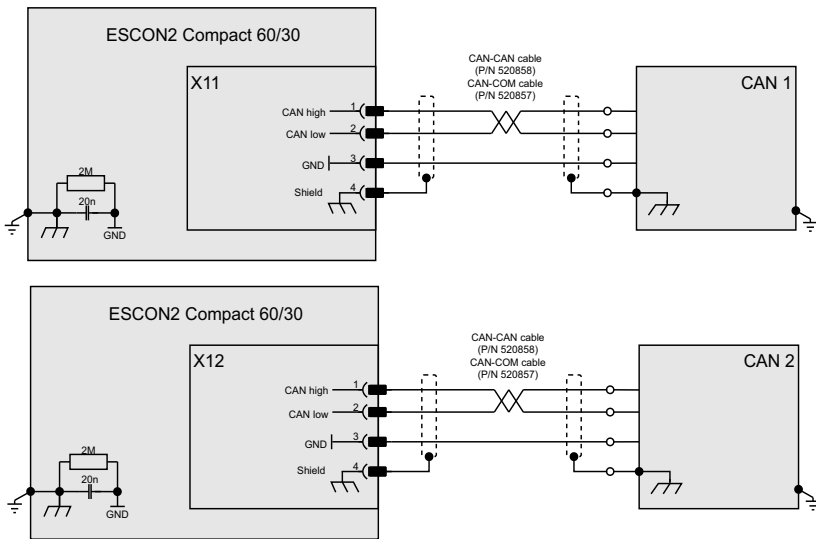 ESCON2 Compact 60/30
X11
CAN high 1
CAN low 2
GND 3
Shield 4
2M
20n
GND
CAN-CAN cable
(P/N 520858)
CAN-COM cable
(P/N 520857)
CAN 1
ESCON2 Compact 60/30
X12
CAN high 1
CAN low 2
GND 3
Shield 4
2M
20n
GND
CAN-CAN cable
(P/N 520858)
CAN-COM cable
(P/N 520857)
CAN 2